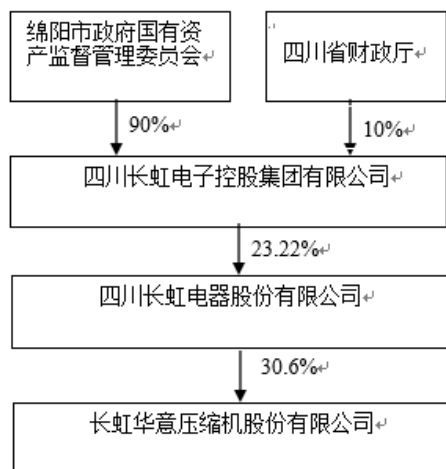 绵阳市政府国有资
产监督管理委员会
四川省财政厅
90%
10%
四川长虹电子控股集团有限公司
23.22%
四川长虹电器股份有限公司
30.6%
长虹华意压缩机股份有限公司